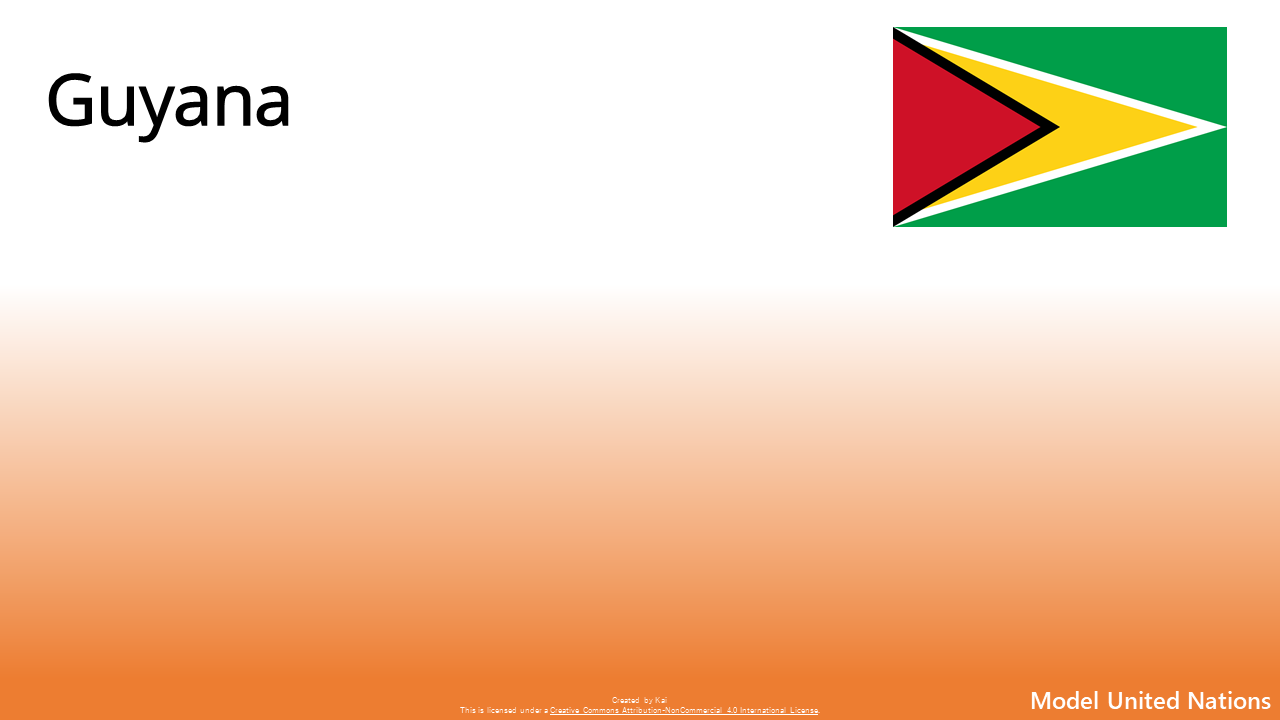 Guyana
Created by Kai
This is licensed under a Creative Commons Attribution-NonCommercial 4.0 International License.
Model United Nations